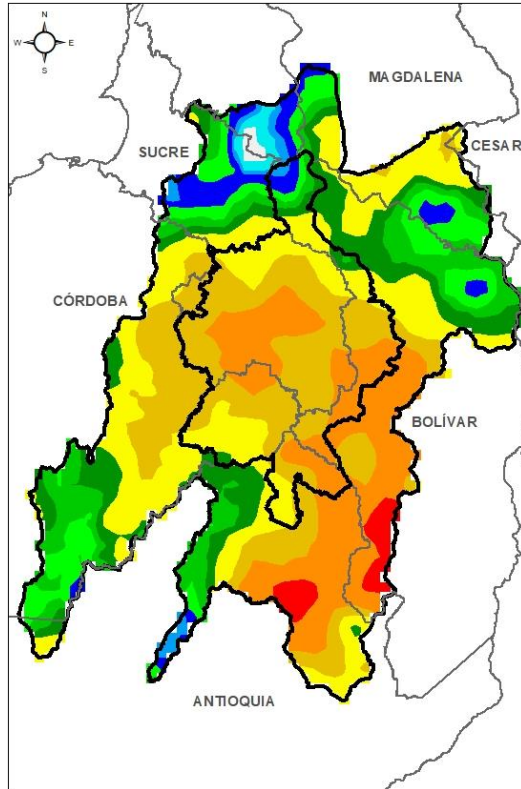 N
W E
S
MAGDALENA
CESAR
SUCRE
CÓRDOBA
BOLÍVAR
ANTIOQUIA